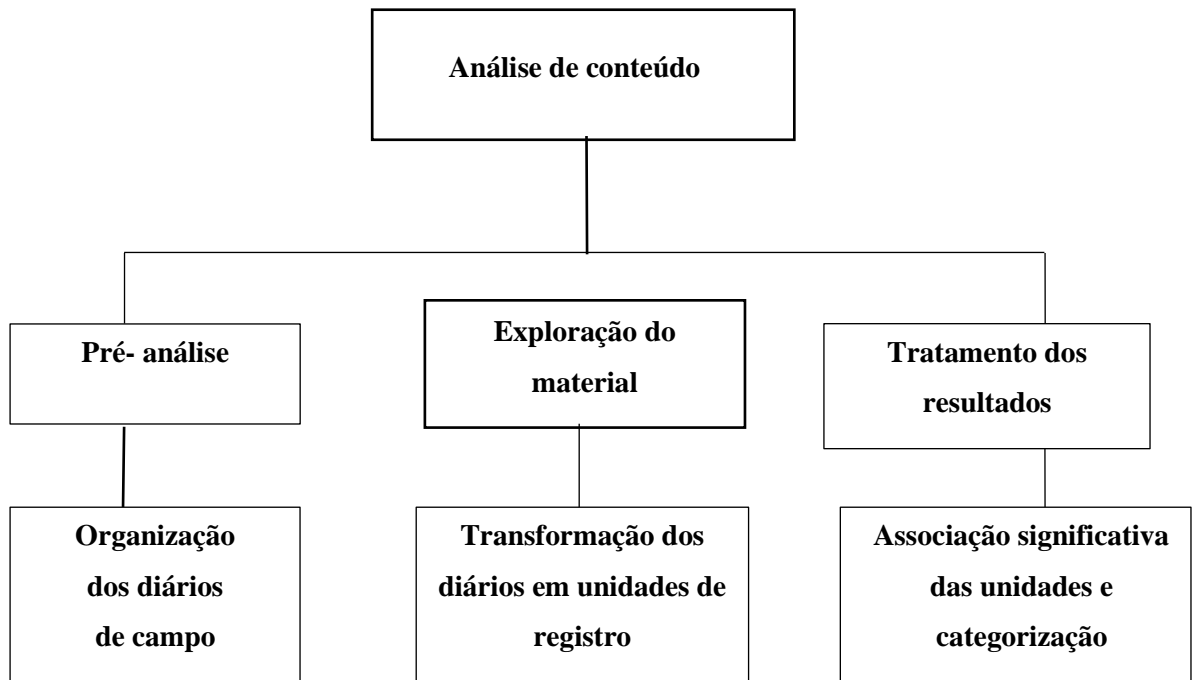 Análise de conteúdo
Pré- análise
Exploração do
material
Tratamento dos
resultados
Organização
dos diários
de campo
Transformação dos
diários em unidades de
registro
Associação significativa
das unidades e
categorização